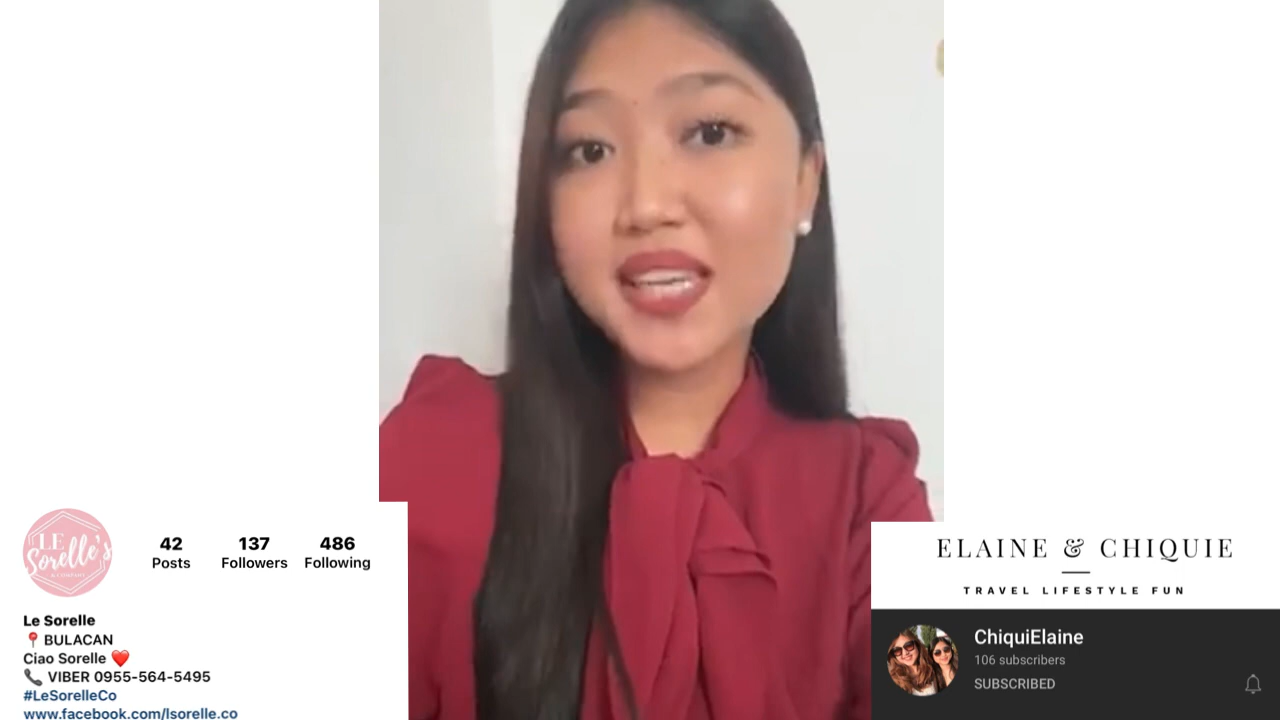 LE
Sorelle's
& COMPANY
42
Posts
137
Followers
486
Following
Le Sorelle
📍 BULACAN
Ciao Sorelle ❤️
📞 VIBER 0955-564-5495
#LeSorelleCo
www.facebook.com/lsorelle.co
ELAINE & CHIQUIE
TRAVEL LIFESTYLE FUN
ChiquiElaine
106 subscribers
SUBSCRIBED